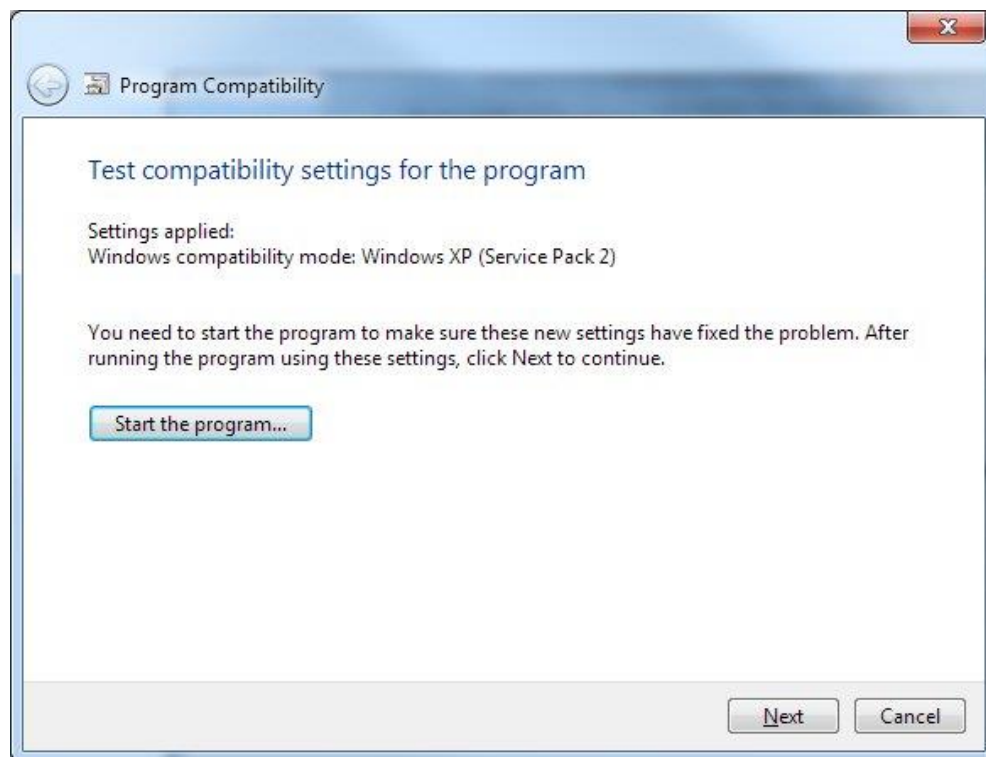 Program Compatibility
Test compatibility settings for the program
Settings applied:
Windows compatibility mode: Windows XP (Service Pack 2)
You need to start the program to make sure these new settings have fixed the problem. After
running the program using these settings, click Next to continue.
Start the program...
Next
Cancel